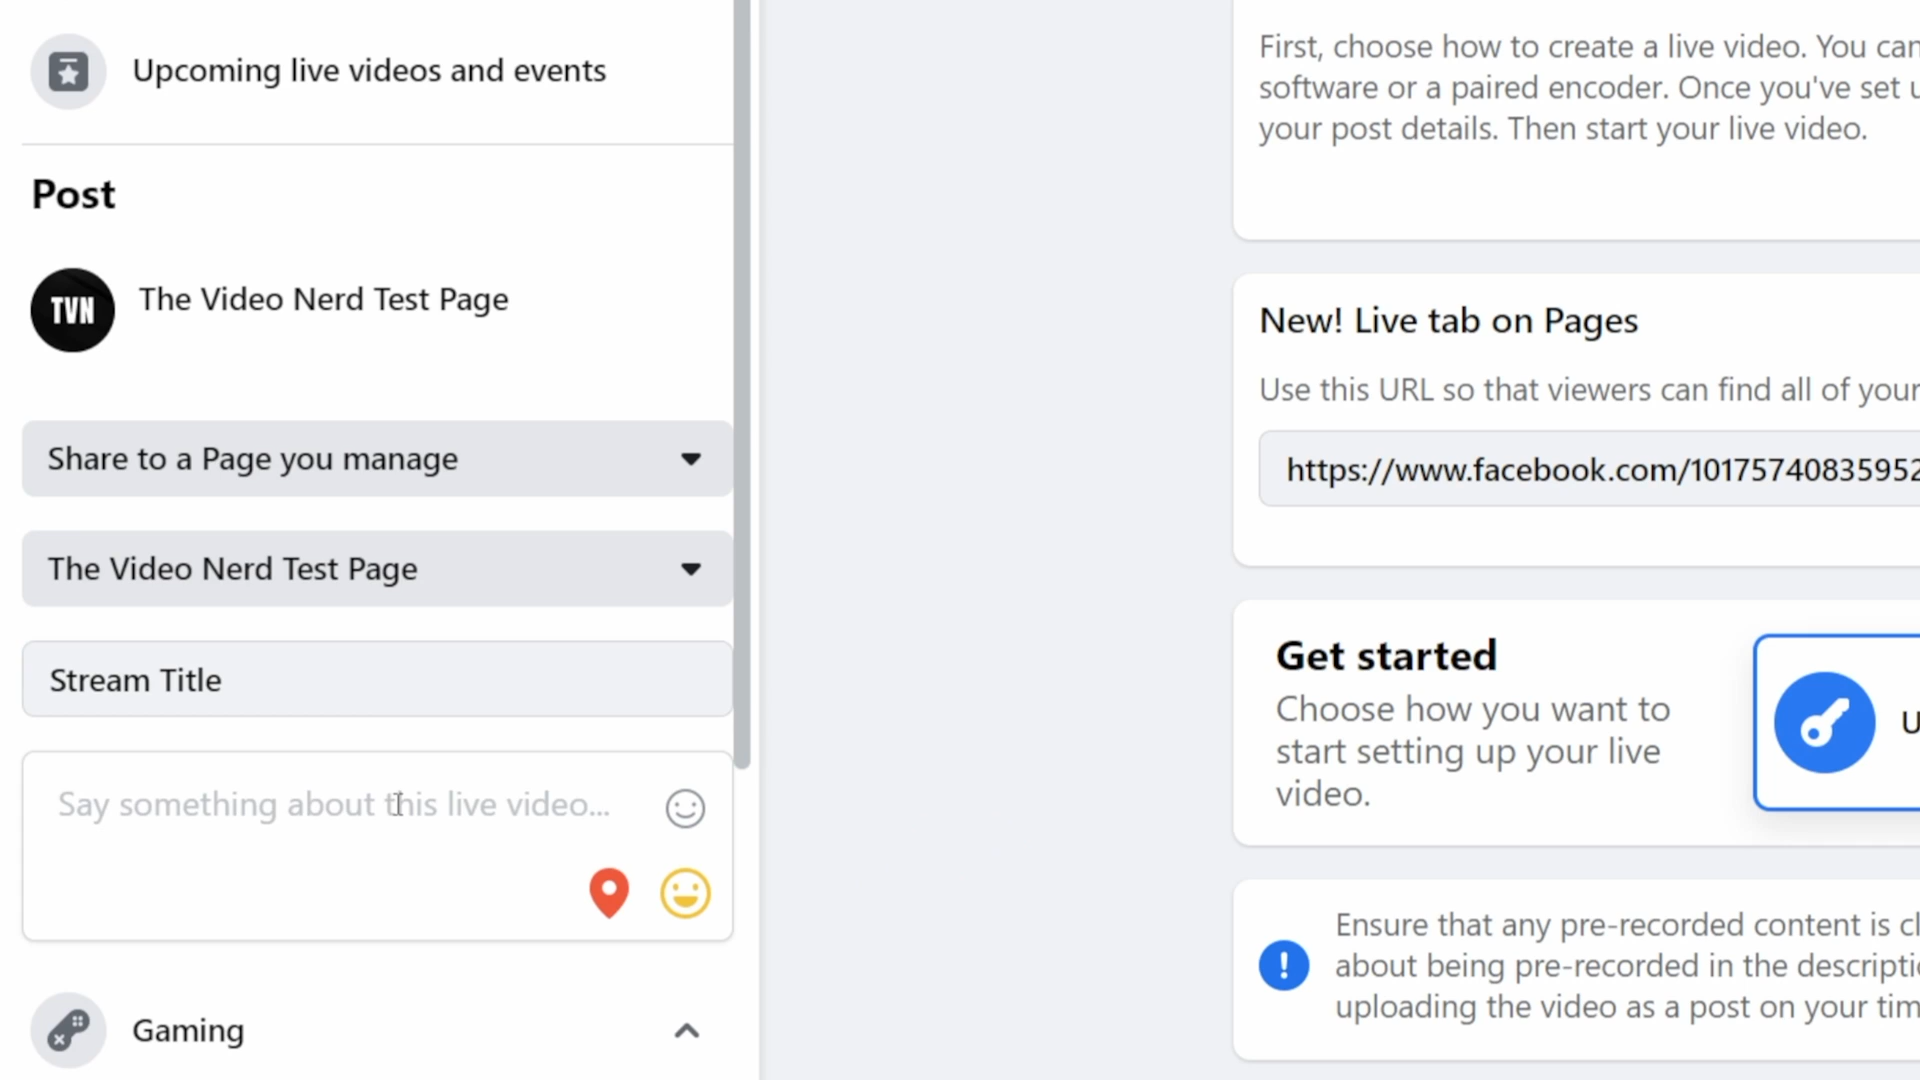 Upcoming live videos and events
Post
TVN
The Video Nerd Test Page
Share to a Page you manage
The Video Nerd Test Page
Stream Title
Say something about this live video...
Gaming
First, choose how to create a live video. You can
software or a paired encoder. Once you've set u
your post details. Then start your live video.
New! Live tab on Pages
Use this URL so that viewers can find all of your
https://www.facebook.com/10175740835952
Get started
Choose how you want to
start setting up your live
video.
U
Ensure that any pre-recorded content is cl
about being pre-recorded in the descripti
uploading the video as a post on your tim